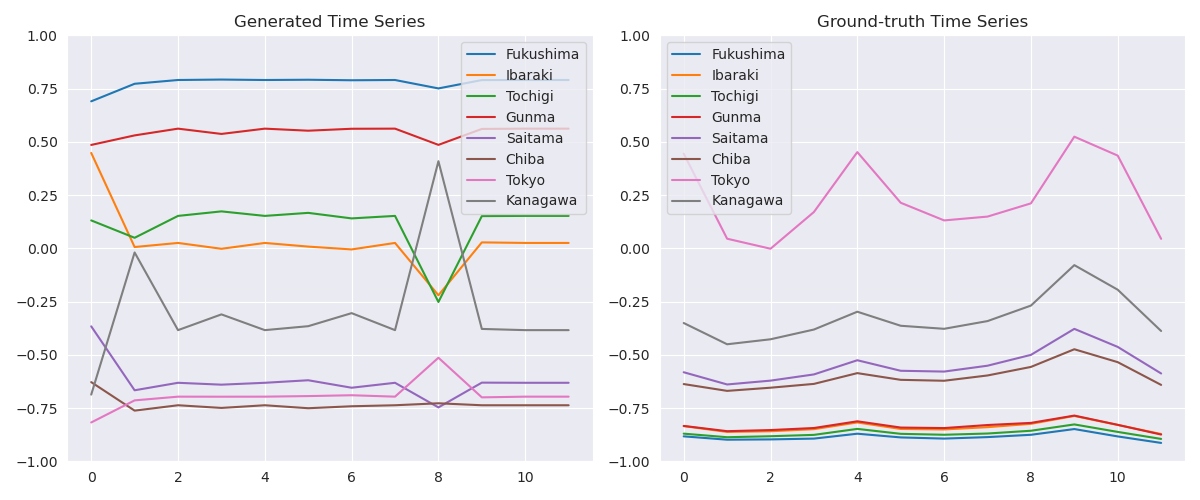 Generated Time Series
1.00
0.75
0.50
0.25
0.00
−0.25
−0.50
−0.75
−1.00
0
2
4
6
8
10
Fukushima
Ibaraki
Tochigi
Gunma
Saitama
Chiba
Tokyo
Kanagawa
Ground-truth Time Series
1.00
0.75
0.50
0.25
0.00
−0.25
−0.50
−0.75
−1.00
0
2
4
6
8
10
Fukushima
Ibaraki
Tochigi
Gunma
Saitama
Chiba
Tokyo
Kanagawa